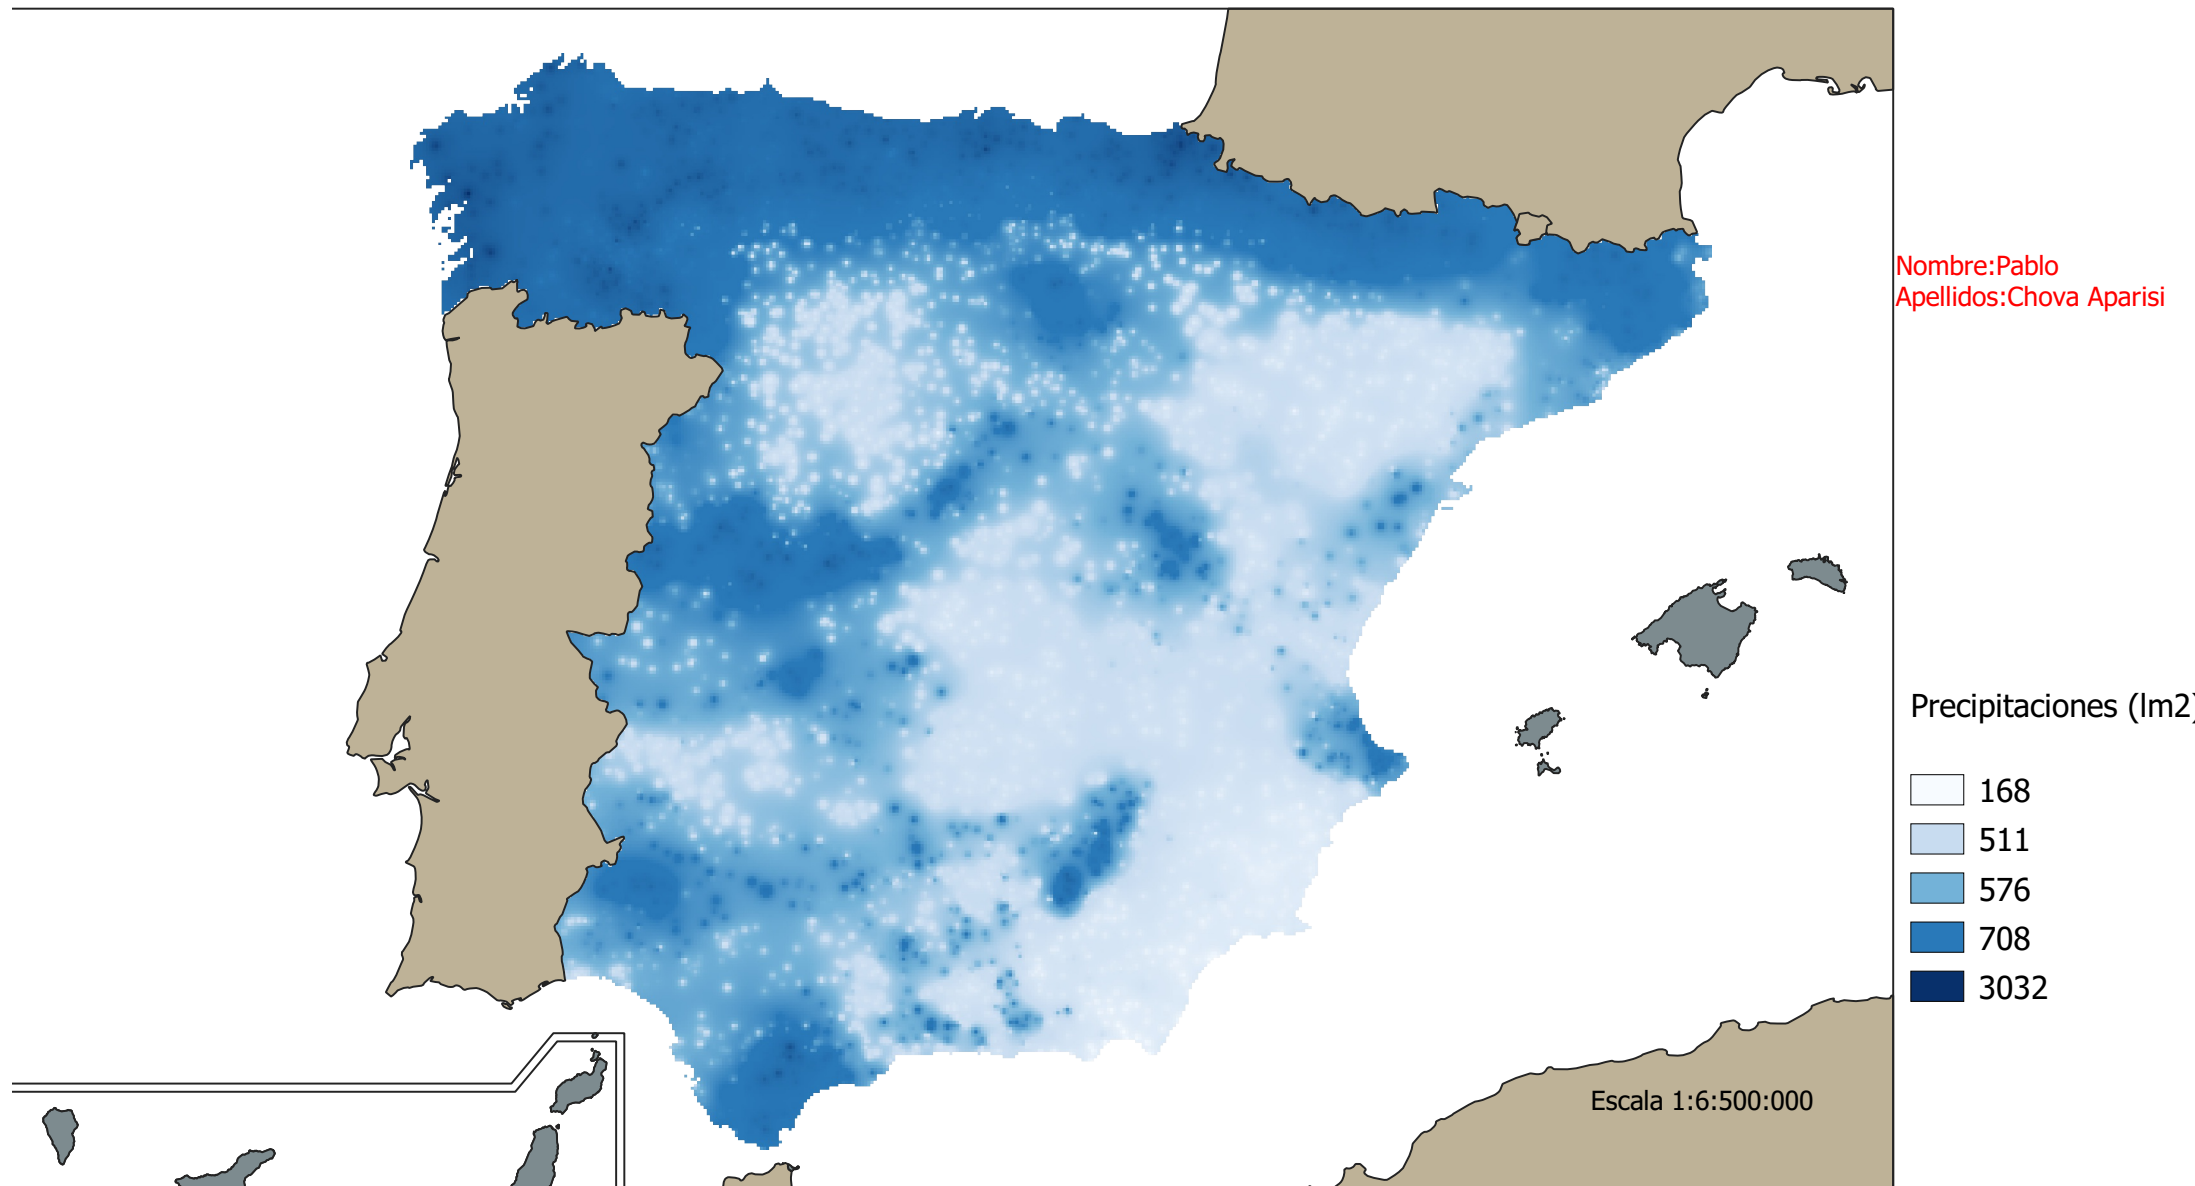 Nombre:Pablo
Apellidos:Chova Aparisi
Precipitaciones (lm2)
168
511
576
708
3032
Escala 1:6:500:000